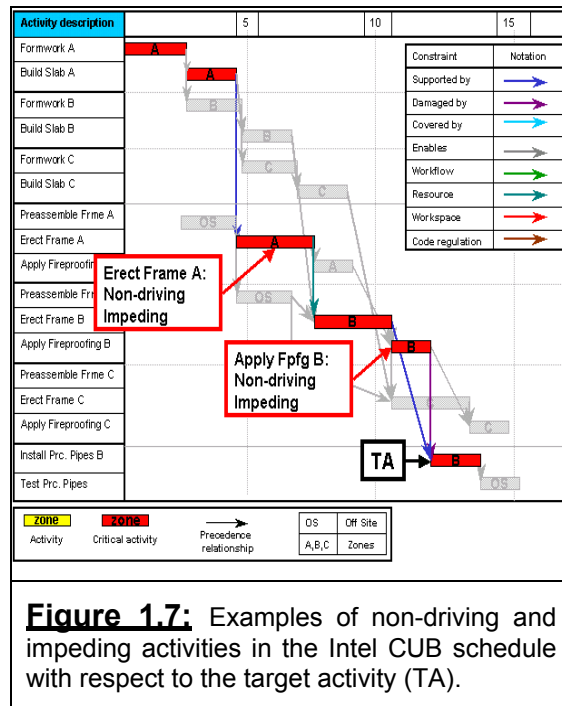 Activity description
5
10
15
Formwork A
Build Slab A
Formwork B
Build Slab B
Formwork C
Build Slab C
Preassemble Frme A
Erect Frame A
Apply Fireproofing
Preassemble Fr
Erect Frame B
Apply Fireproofing B
Preassemble Frme C
Erect Frame C
Apply Fireproofing C
Install Prc. Pipes B
Test Prc. Pipes
A
A
B
B
C
C
OS
A
A
OS
B
B
C
C
B
OS
Constraint Notation
Supported by
Damaged by
Covered by
Enables
Workflow
Resource
Workspace
Code regulation
Erect Frame A:
Non-driving
Impeding
Apply Fpfg B:
Non-driving
Impeding
TA
zone
Activity
zone
Critical activity
Precedence
relationship
OS Off Site
A,B,C Zones
Figure 1.7: Examples of non-driving and
impeding activities in the Intel CUB schedule
with respect to the target activity (TA).